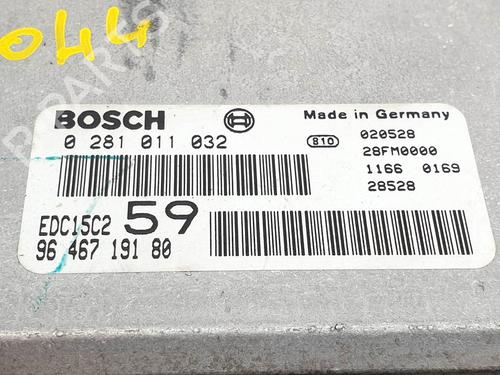 044
BOSCH
Made in Germany
0 281 011 032
810
020528
28FM0000
1166 0169
28528
EDC15C2 59
96 467 191 80